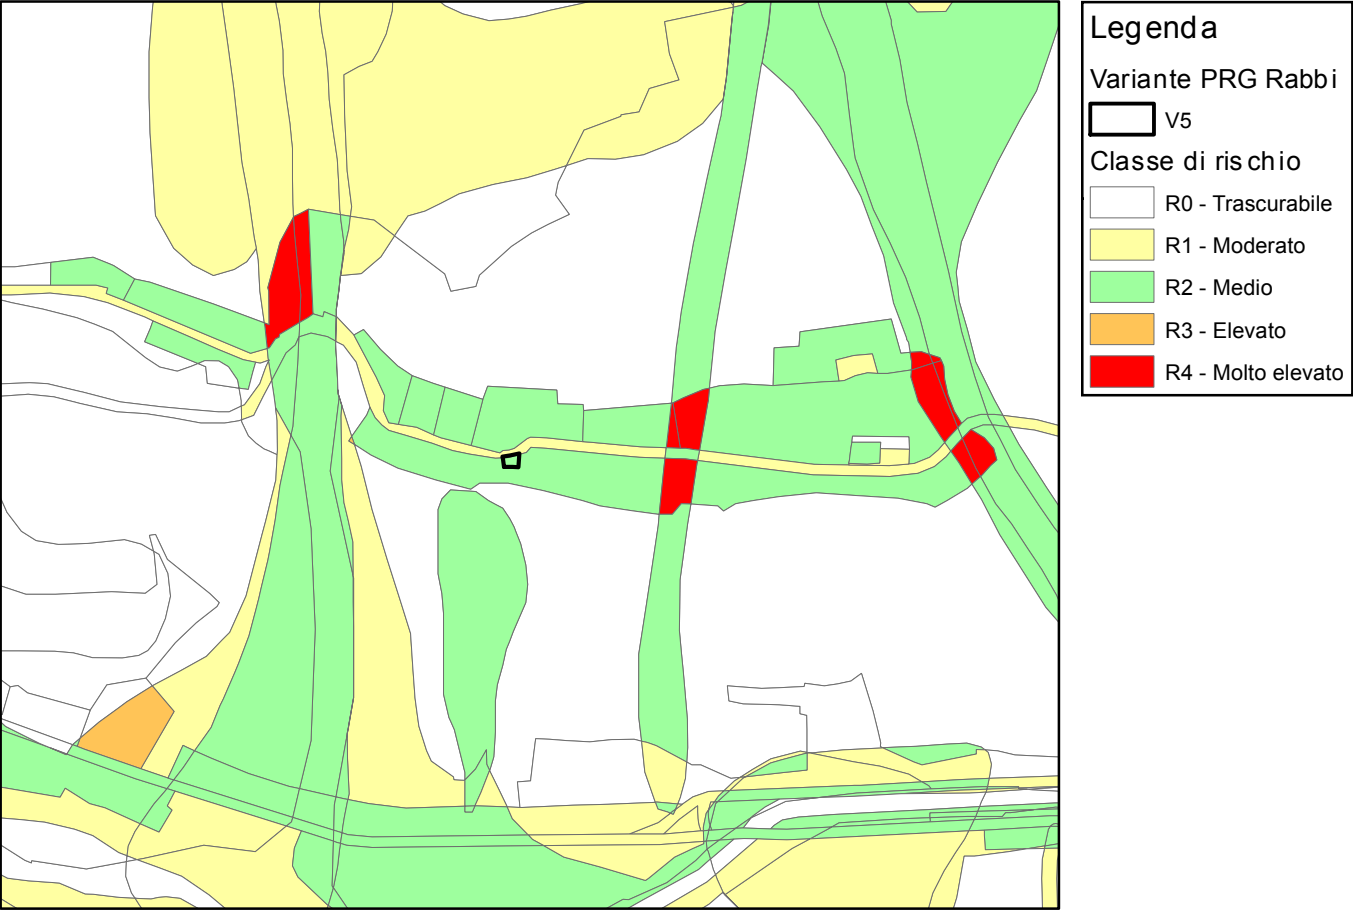 Legenda
Variante PRG Rabbi
V5
Classe di rischio
R0 - Trascurabile
R1 - Moderato
R2 - Medio
R3 - Elevato
R4 - Molto elevato